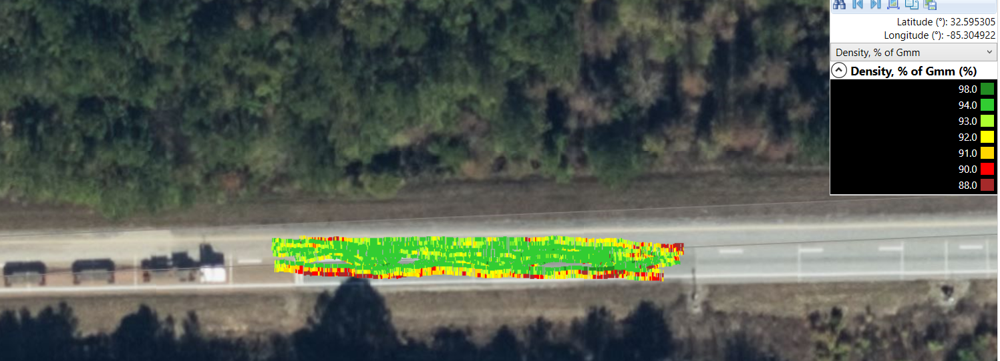 Latitude (°): 32.595305
Longitude (°): -85.304922
Density, % of Gmm
Density, % of Gmm (%)
98.0
94.0
93.0
92.0
91.0
90.0
88.0